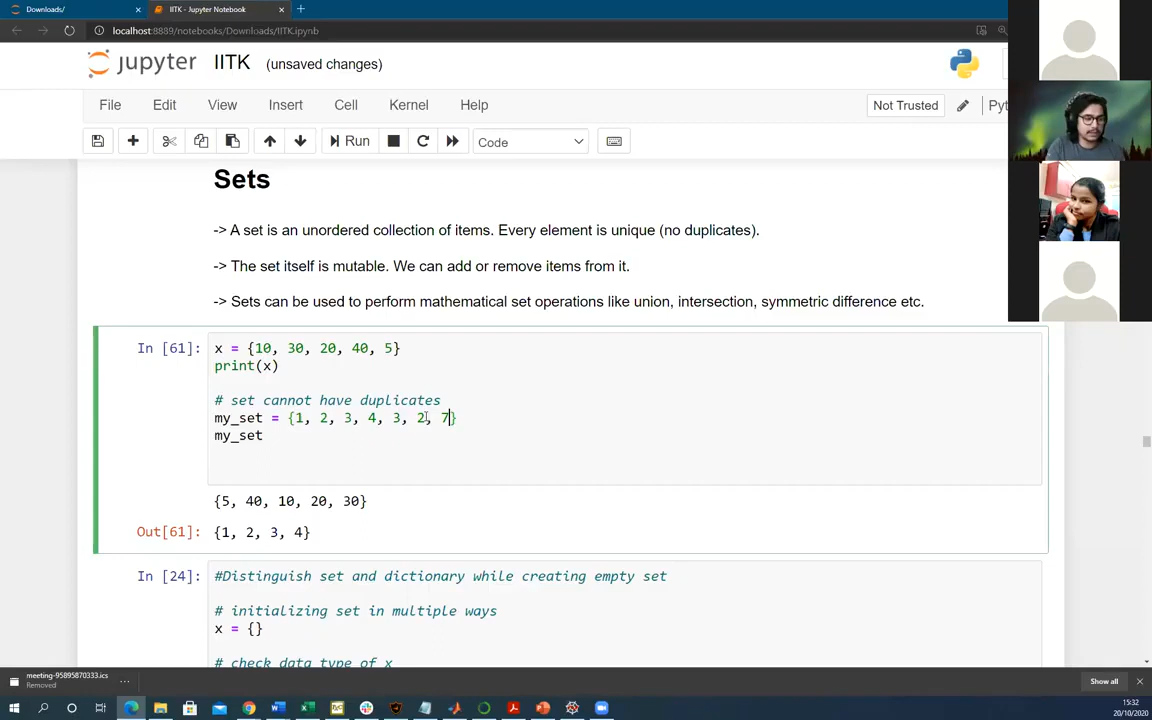 Downloads/
IITK - Jupyter Notebook
localhost:8889/notebooks/Downloads/IITK.ipynb
jupyter IITK (unsaved changes)
File Edit View Insert Cell Kernel Help Not Trusted Pyt
Run Code
Sets
-> A set is an unordered collection of items. Every element is unique (no duplicates).
-> The set itself is mutable. We can add or remove items from it.
-> Sets can be used to perform mathematical set operations like union, intersection, symmetric difference etc.
In [61]: x = {10, 30, 20, 40, 5}
print(x)
# set cannot have duplicates
my_set = {1, 2, 3, 4, 3, 2, 7}
my_set
{5, 40, 10, 20, 30}
Out[61]: {1, 2, 3, 4}
In [24]: #Distinguish set and dictionary while creating empty set
# initializing set in multiple ways
x = {}
# check data type of x
meeting-95895870333.ics
Removed
Show all
15:32
20/10/2020